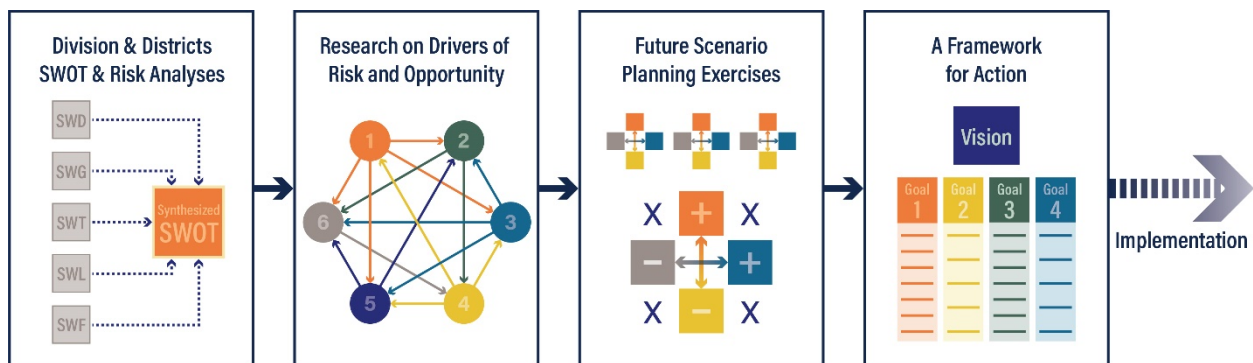 Division & Districts
SWOT & Risk Analyses
SWD
SWG
SWT
SWL
SWF
Synthesized
SWOT
Research on Drivers of
Risk and Opportunity
1
2
3
4
5
6
Future Scenario
Planning Exercises
X
+
X
−
+
X
−
X
A Framework
for Action
Vision
Goal
1
Goal
2
Goal
3
Goal
4
Implementation